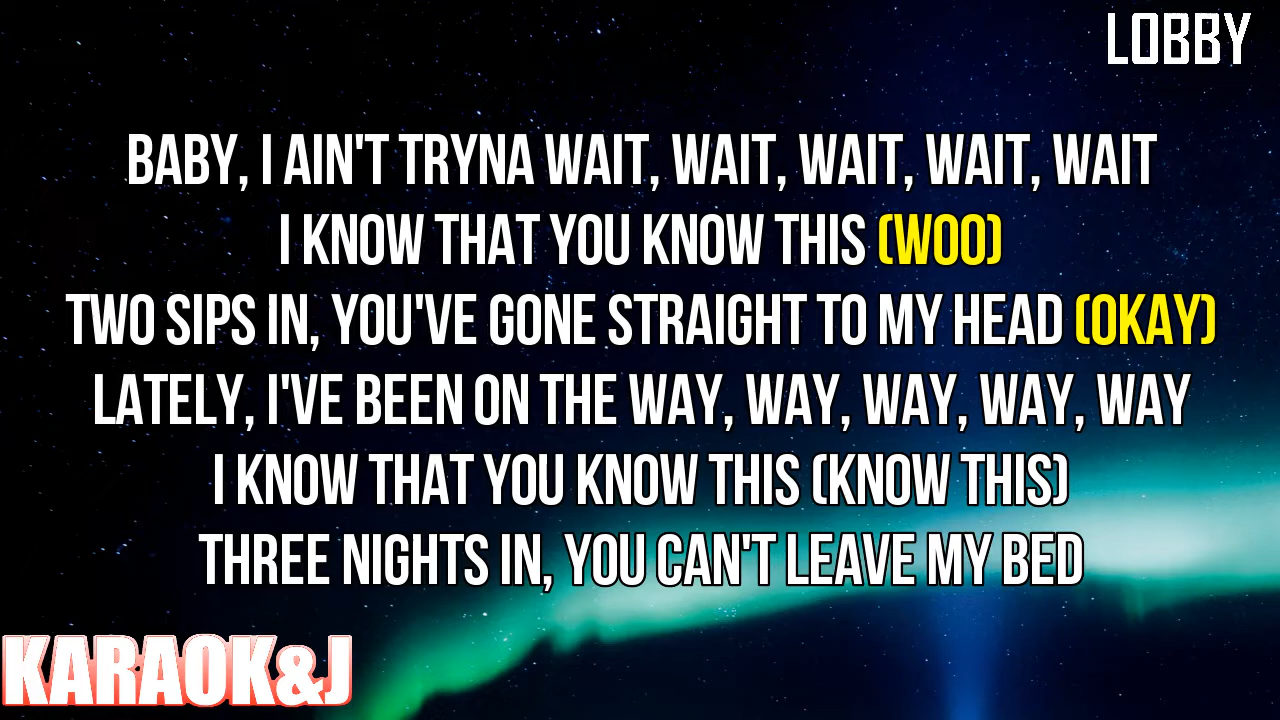 LOBBY
BABY, I AIN'T TRYNA WAIT, WAIT, WAIT, WAIT, WAIT
I KNOW THAT YOU KNOW THIS (WOO)
TWO SIPS IN, YOU'VE GONE STRAIGHT TO MY HEAD (OKAY)
LATELY, I'VE BEEN ON THE WAY, WAY, WAY, WAY, WAY
I KNOW THAT YOU KNOW THIS (KNOW THIS)
THREE NIGHTS IN, YOU CAN'T LEAVE MY BED
KARAOK&J